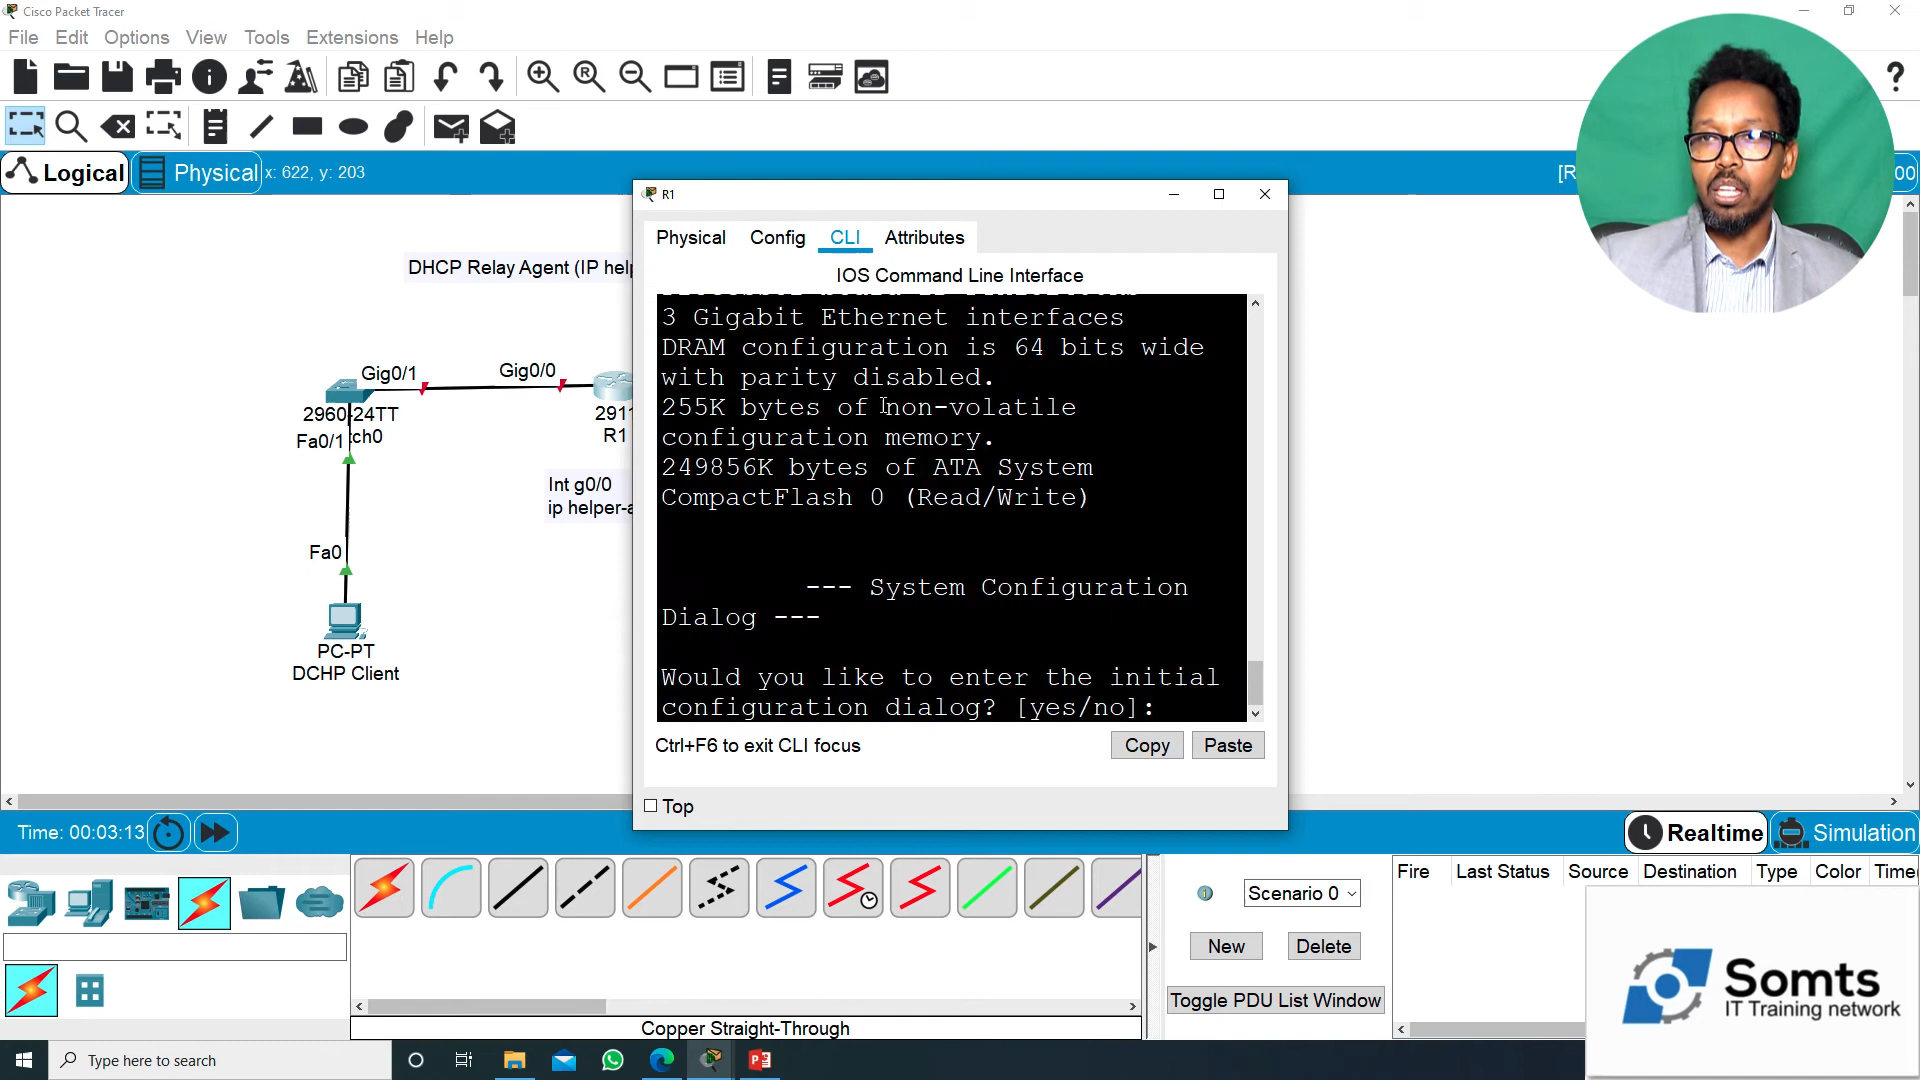 Cisco Packet Tracer
File Edit Options View Tools Extensions Help
Logical
Physical
x: 622, y: 203
[R
00
R1
Physical Config CLI Attributes
IOS Command Line Interface
3 Gigabit Ethernet interfaces
DRAM configuration is 64 bits wide
with parity disabled.
255K bytes of non-volatile
configuration memory.
249856K bytes of ATA System
CompactFlash 0 (Read/Write)
--- System Configuration
Dialog ---
Would you like to enter the initial
configuration dialog? [yes/no]:
Ctrl+F6 to exit CLI focus
Copy
Paste
Top
DHCP Relay Agent (IP help
Gig0/1
Gig0/0
2960-24TT
tch0
Fa0/1
2911
R1
Int g0/0
ip helper-a
Fa0
PC-PT
DCHP Client
Time: 00:03:13
Realtime
Simulation
Scenario 0
New
Delete
Toggle PDU List Window
Fire Last Status Source Destination Type Color Time(
Copper Straight-Through
Somts
IT Training network
Type here to search